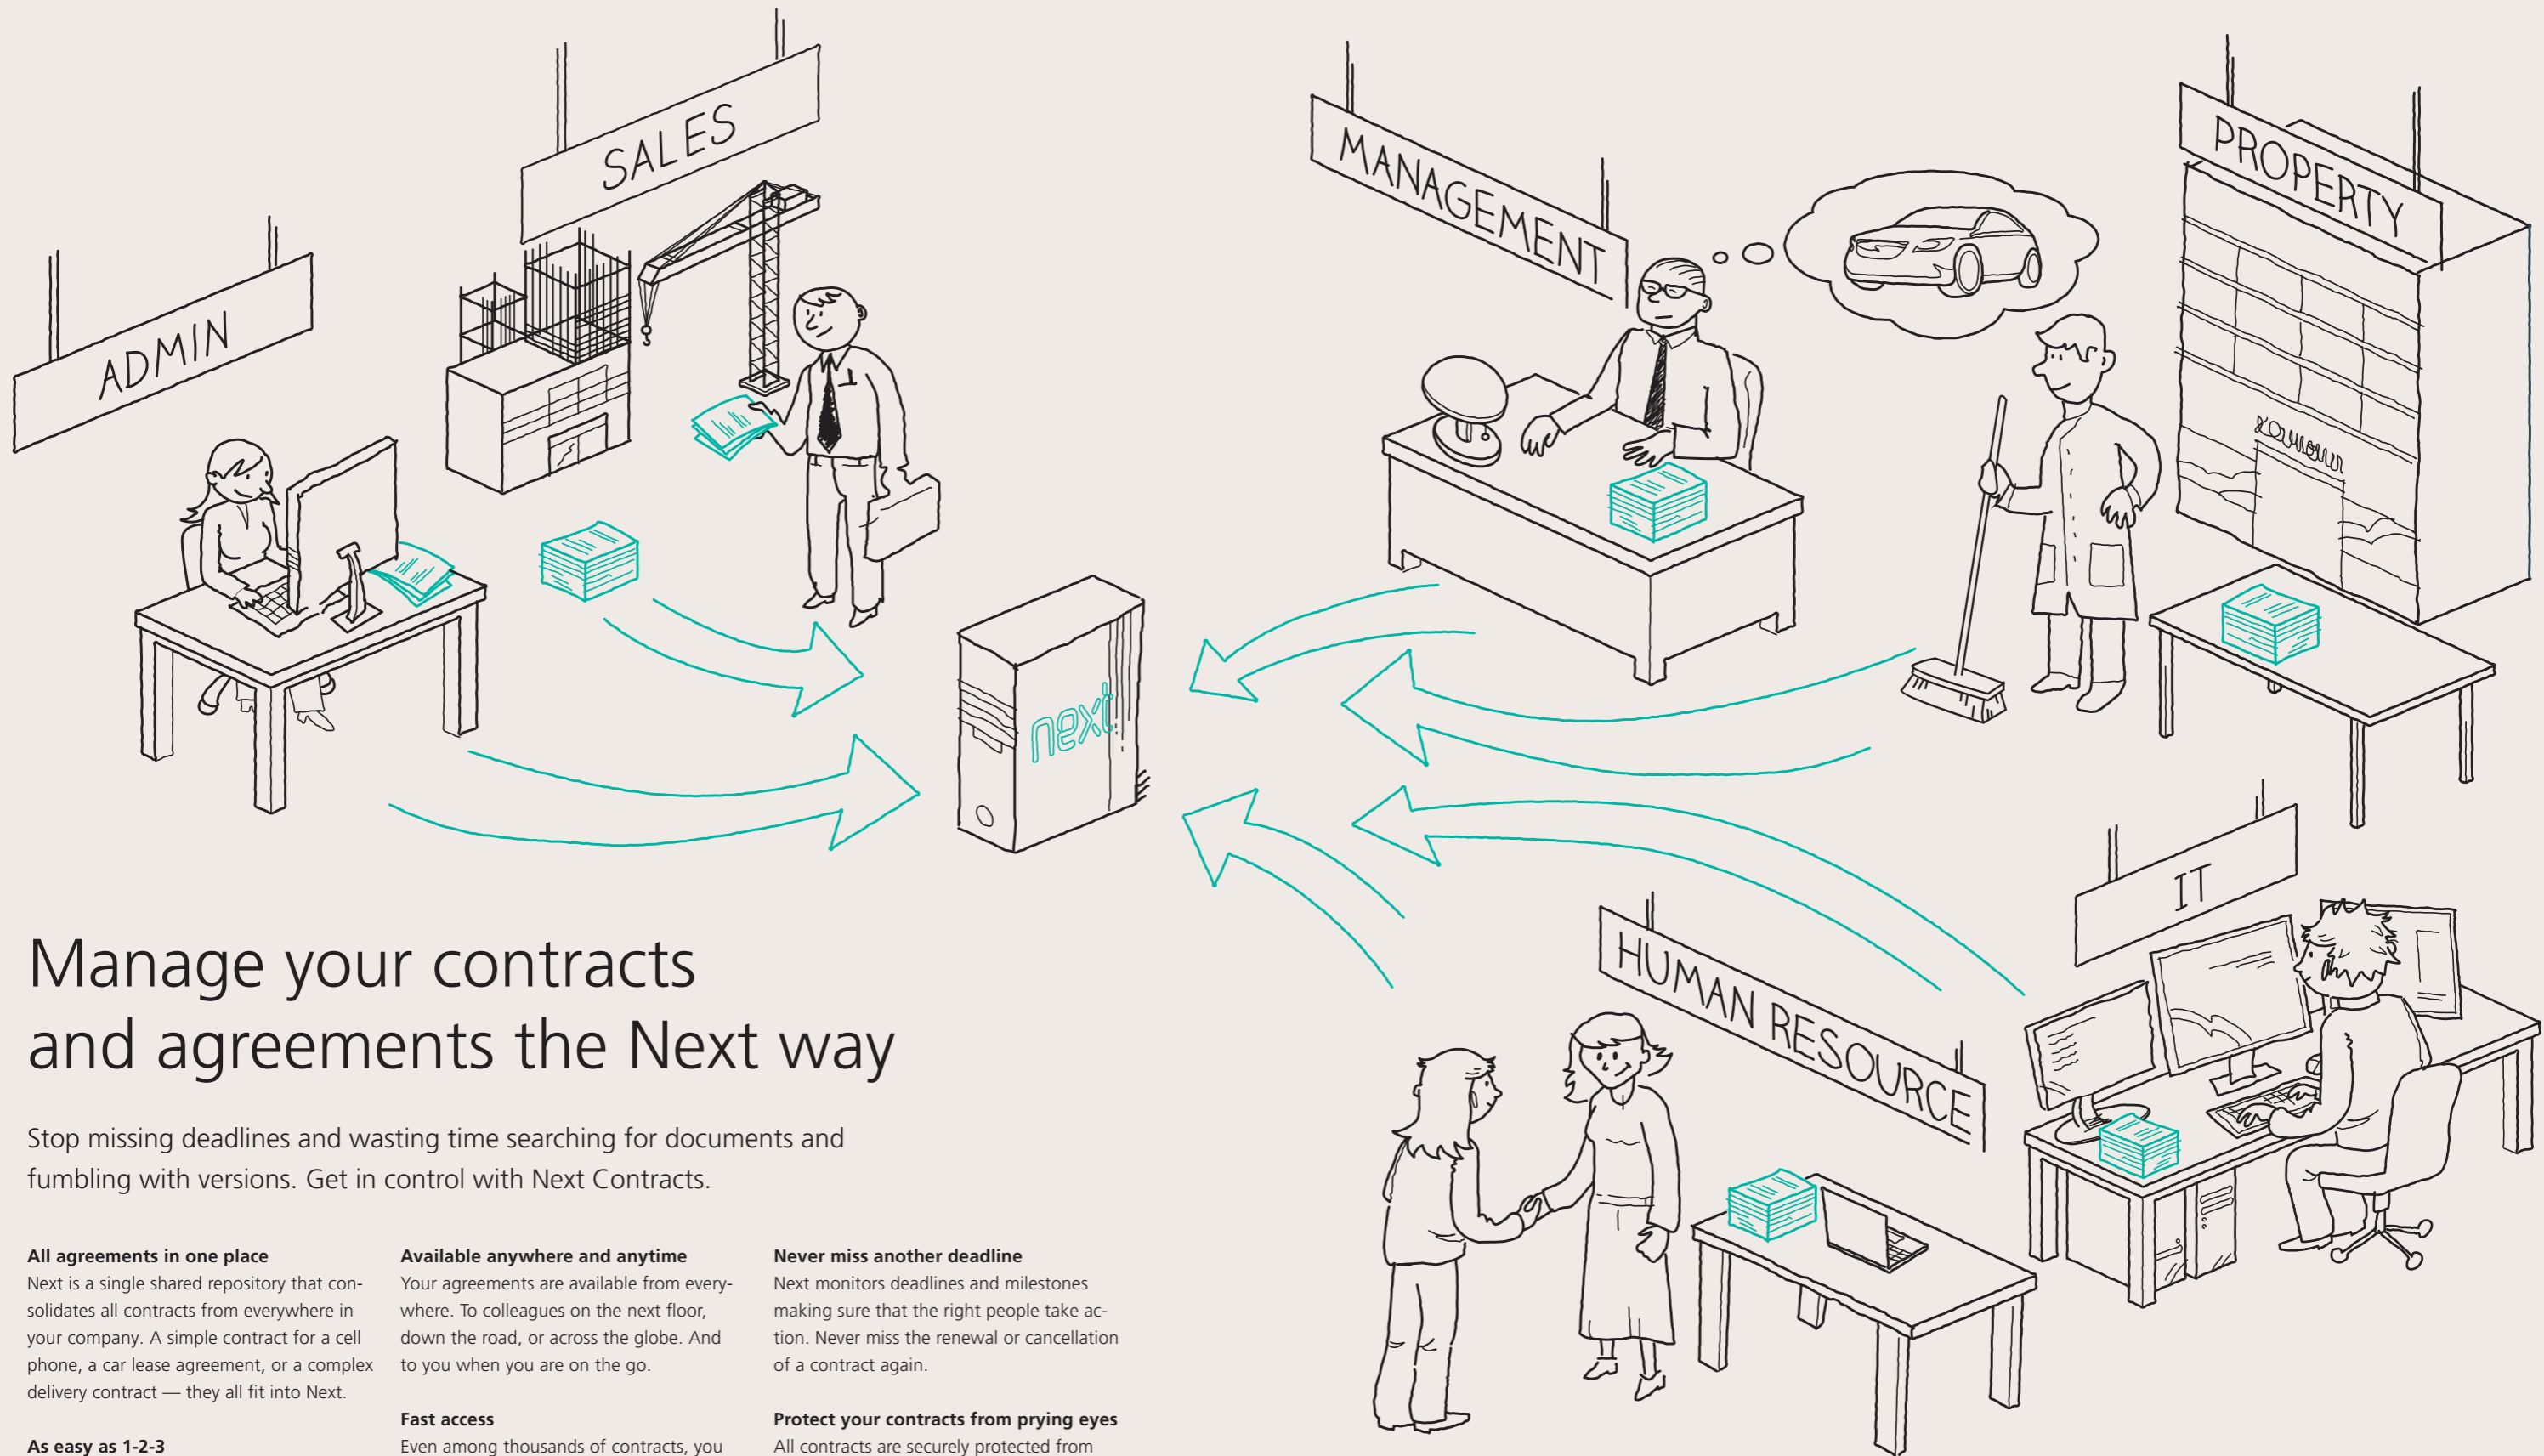 SALES
MANAGEMENT
PROPERTY
ADMIN
next
IT
HUMAN RESOURCE
Manage your contracts
and agreements the Next way
Stop missing deadlines and wasting time searching for documents and
fumbling with versions. Get in control with Next Contracts.
All agreements in one place
Next is a single shared repository that con-
solidates all contracts from everywhere in
your company. A simple contract for a cell
phone, a car lease agreement, or a complex
delivery contract — they all fit into Next.
As easy as 1-2-3
Available anywhere and anytime
Your agreements are available from every-
where. To colleagues on the next floor,
down the road, or across the globe. And
to you when you are on the go.
Fast access
Even among thousands of contracts, you
Never miss another deadline
Next monitors deadlines and milestones
making sure that the right people take ac-
tion. Never miss the renewal or cancellation
of a contract again.
Protect your contracts from prying eyes
All contracts are securely protected from